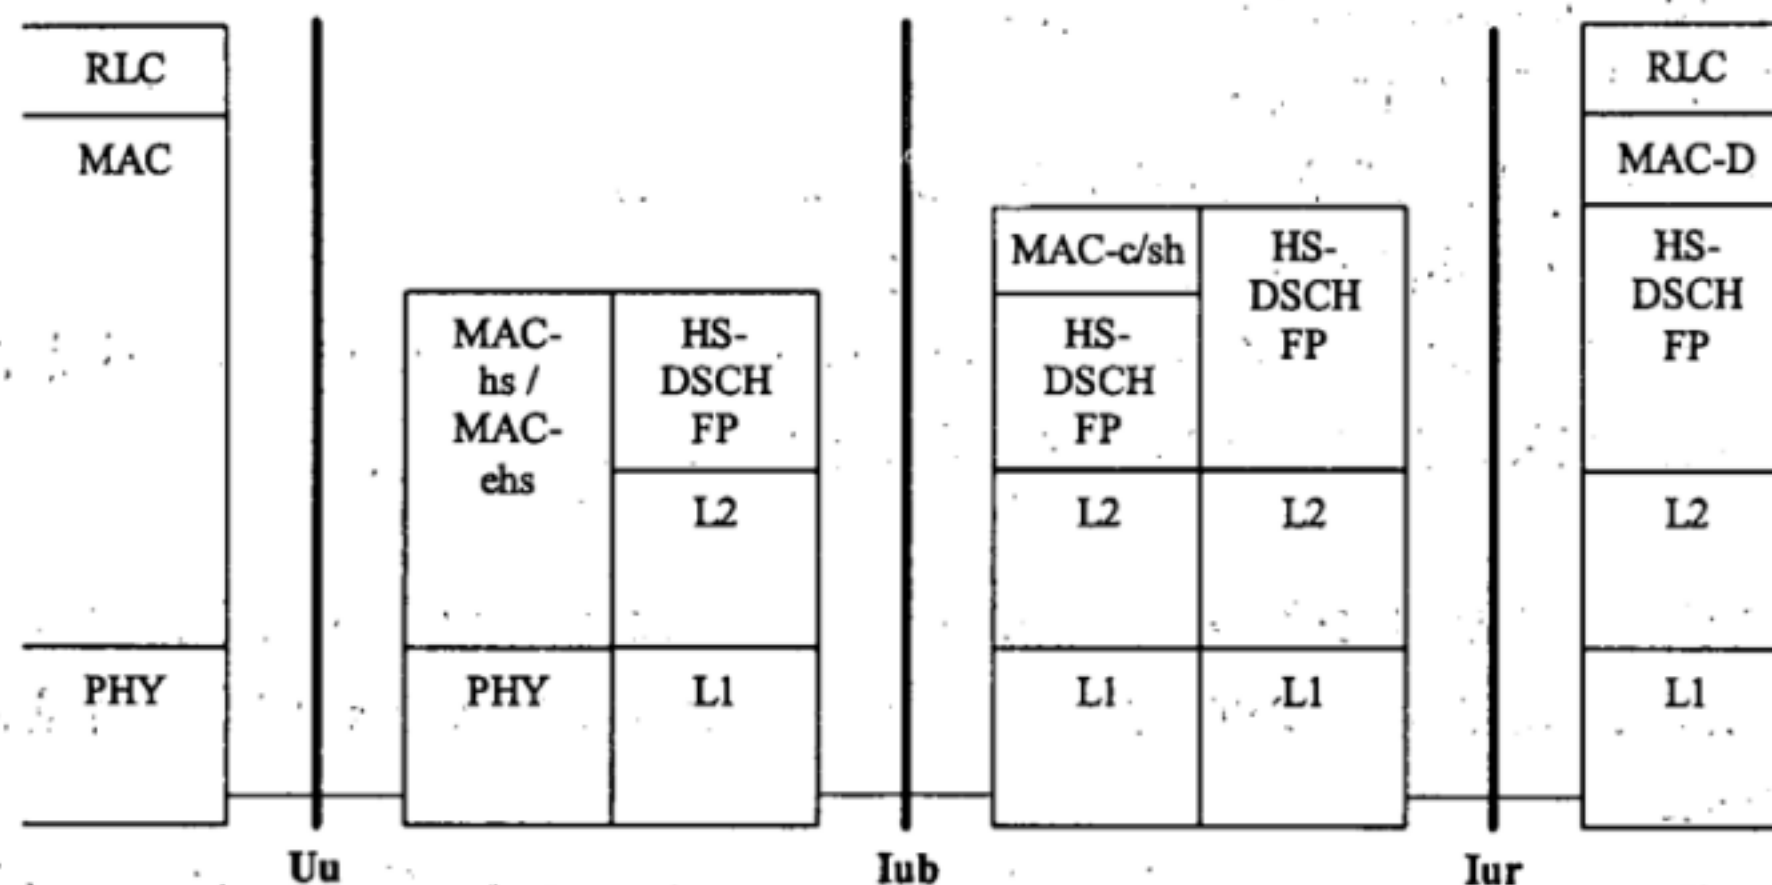 RLC
MAC
PHY
MAC-
hs /
MAC-
ehs
PHY
HS-
DSCH
FP
L2
L1
MAC-c/sh
HS-
DSCH
FP
L2
L1
HS-
DSCH
FP
L2
L1
RLC
MAC-D
HS-
DSCH
FP
L2
L1
Uu
Iub
Iur